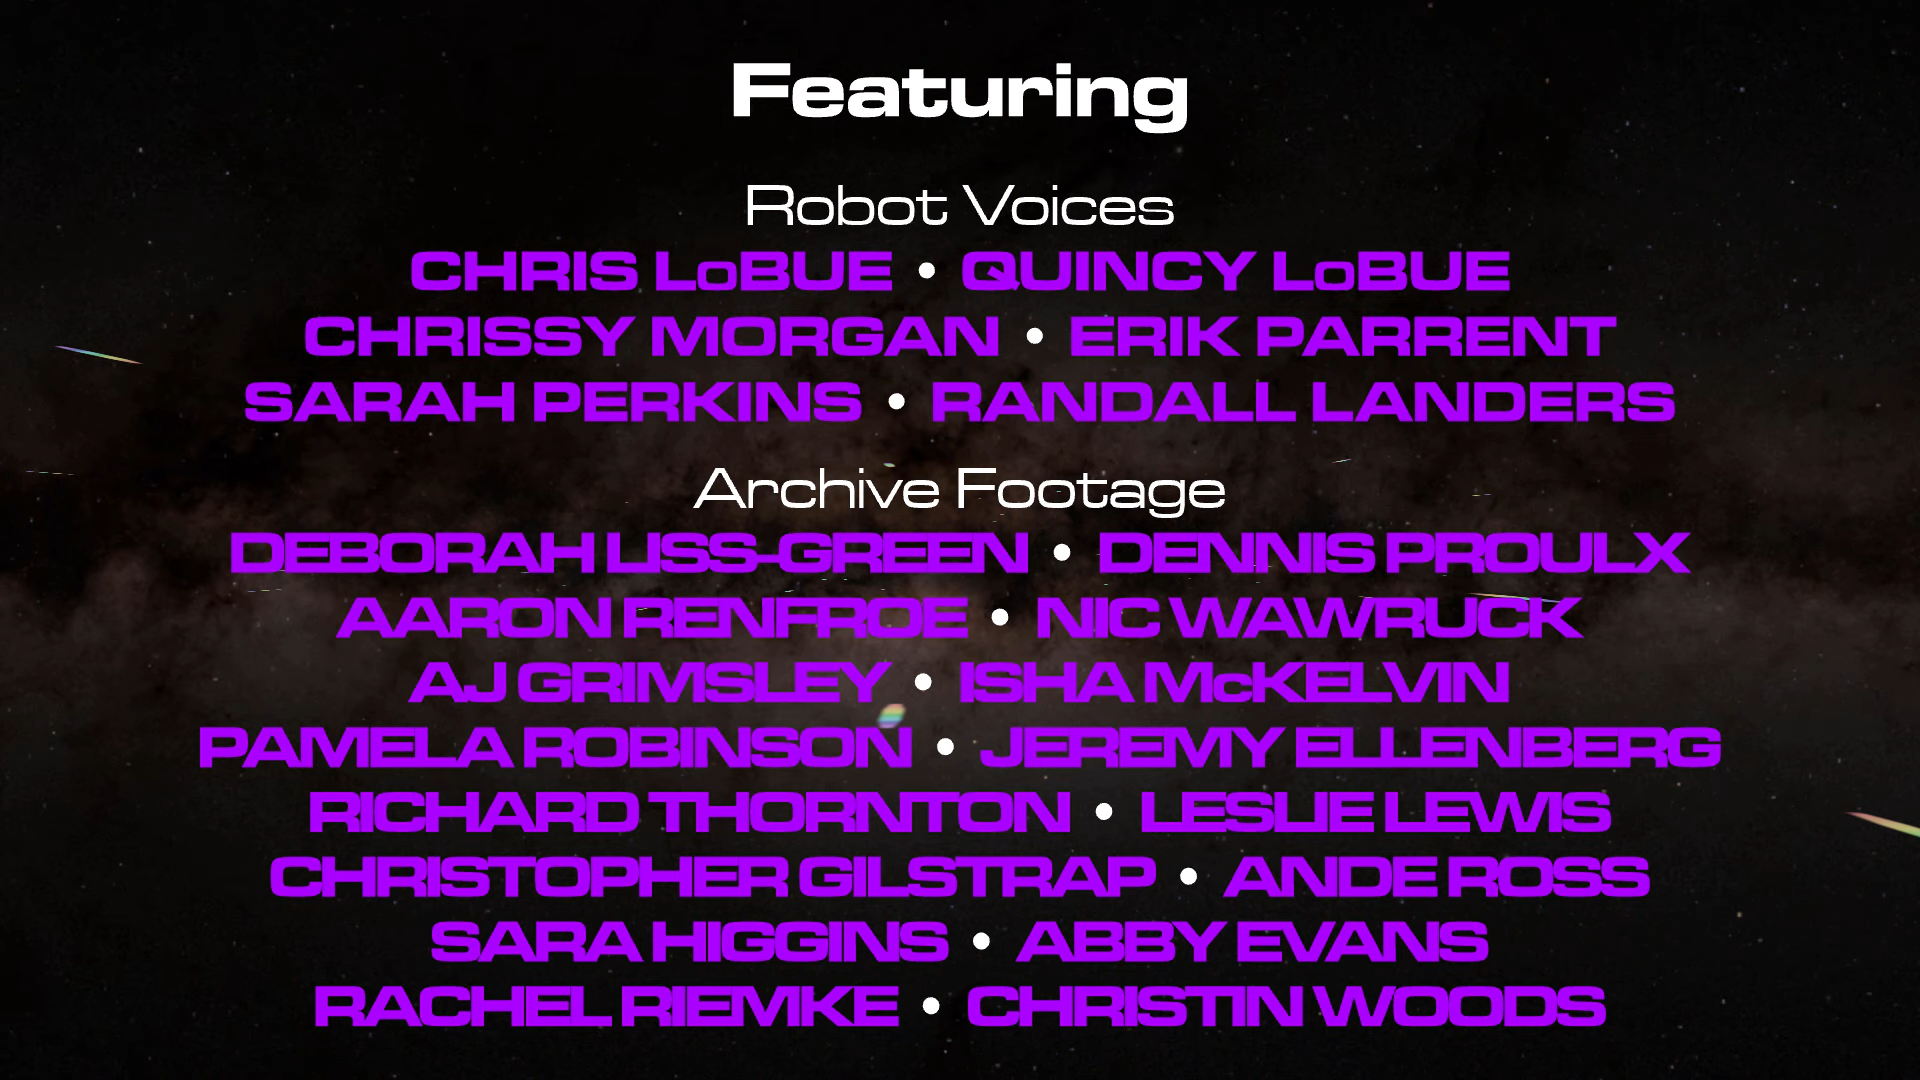 Featuring
Robot Voices
CHRIS LoBUE • QUINCY LoBUE
CHRISSY MORGAN • ERIK PARRENT
SARAH PERKINS • RANDALL LANDERS
Archive Footage
DEBORAH LISS-GREEN • DENNIS PROULX
AARON RENFROE • NIC WAWRUCK
AJ GRIMSLEY • ISHA McKELVIN
PAMELA ROBINSON • JEREMY ELLENBERG
RICHARD THORNTON • LESLIE LEWIS
CHRISTOPHER GILSTRAP • ANDE ROSS
SARA HIGGINS • ABBY EVANS
RACHEL RIEMKE • CHRISTIN WOODS